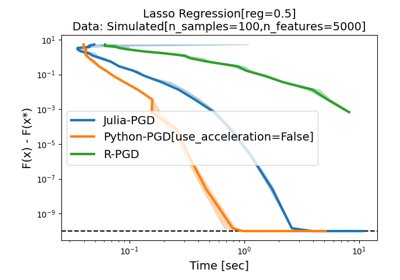 Lasso Regression[reg=0.5]
Data: Simulated[n_samples=100,n_features=5000]
10¹
10⁻¹
10⁻³
10⁻⁵
10⁻⁷
10⁻⁹
F(x) - F(x*)
Julia-PGD
Python-PGD[use_acceleration=False]
R-PGD
10⁻¹
10⁰
10¹
Time [sec]